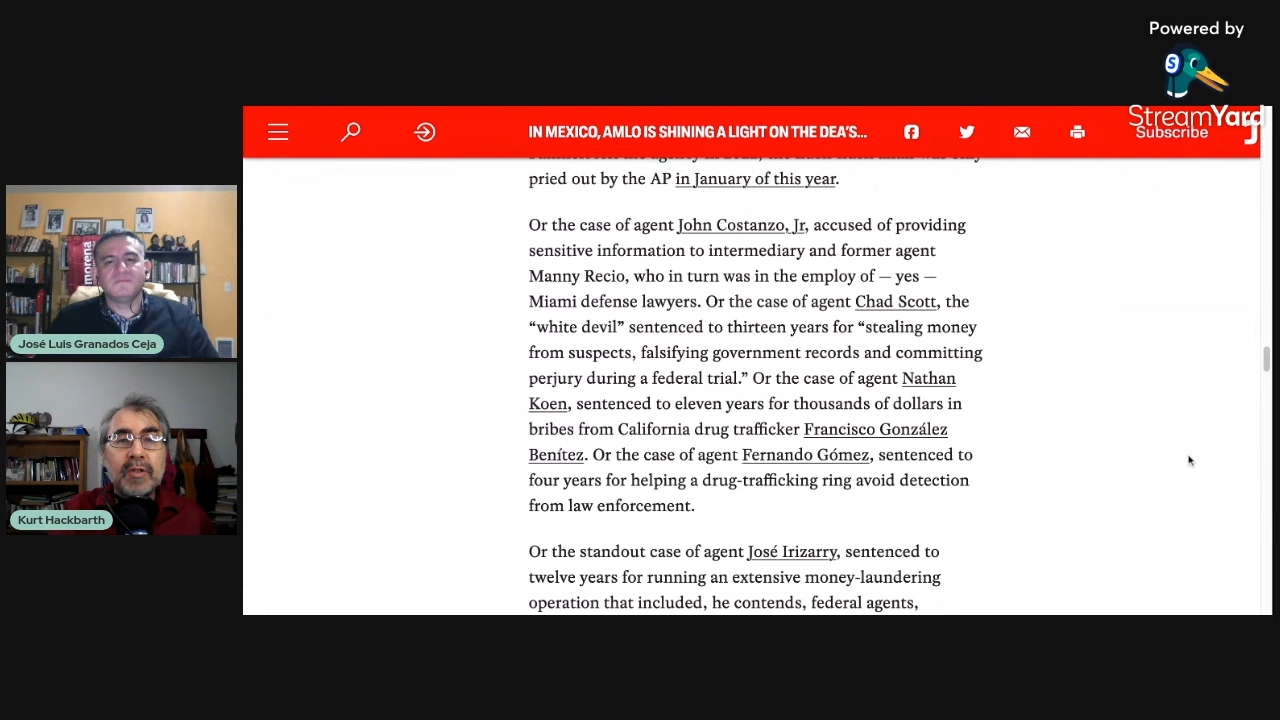 Powered by
StreamYard
Subscribe
IN MEXICO, AMLO IS SHINING A LIGHT ON THE DEA'S...
pried out by the AP in January of this year.
Or the case of agent John Costanzo, Jr, accused of providing
sensitive information to intermediary and former agent
Manny Recio, who in turn was in the employ of — yes —
Miami defense lawyers. Or the case of agent Chad Scott, the
“white devil” sentenced to thirteen years for “stealing money
from suspects, falsifying government records and committing
perjury during a federal trial.” Or the case of agent Nathan
Koen, sentenced to eleven years for thousands of dollars in
bribes from California drug trafficker Francisco González
Benítez. Or the case of agent Fernando Gómez, sentenced to
four years for helping a drug-trafficking ring avoid detection
from law enforcement.
Or the standout case of agent José Irizarry, sentenced to
twelve years for running an extensive money-laundering
operation that included, he contends, federal agents,
morena
José Luis Granados Ceja
Kurt Hackbarth